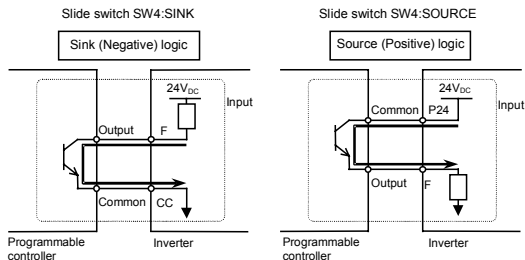 Slide switch SW4:SINK
Sink (Negative) logic
24VDC
Input
Output
F
Common
CC
Programmable
controller
Inverter
Slide switch SW4:SOURCE
Source (Positive) logic
24VDC
Common
P24
Input
Output
F
Programmable
controller
Inverter